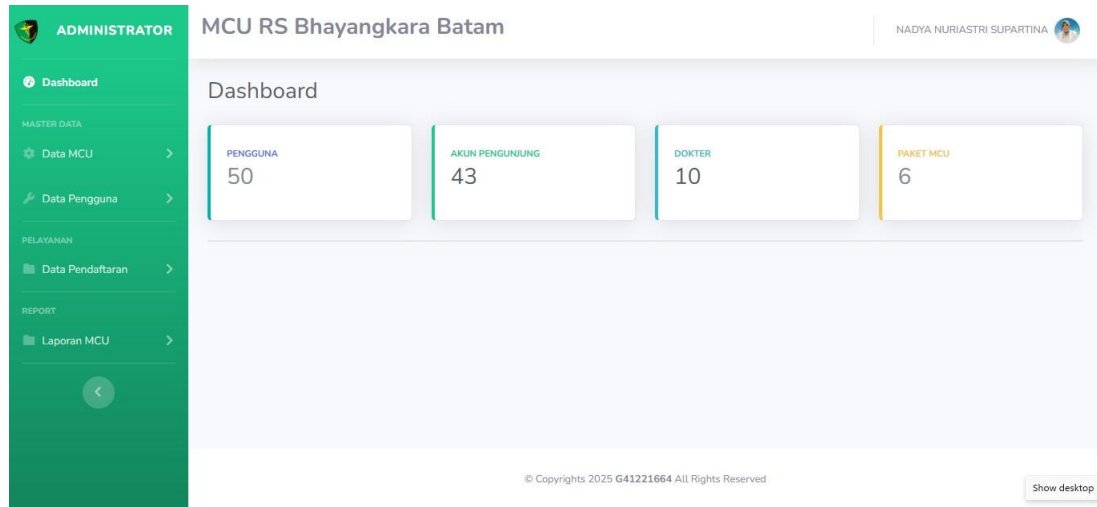 ADMINISTRATOR
MCU RS Bhayangkara Batam
NADYA NURIASTRI SUPARTINA
Dashboard
MASTER DATA
Data MCU
Data Pengguna
PELAYANAN
Data Pendaftaran
REPORT
Laporan MCU
Dashboard
PENGGUNA
50
AKUN PENGUNJUNG
43
DOKTER
10
PAKET MCU
6
© Copyrights 2025 G41221664 All Rights Reserved
Show desktop